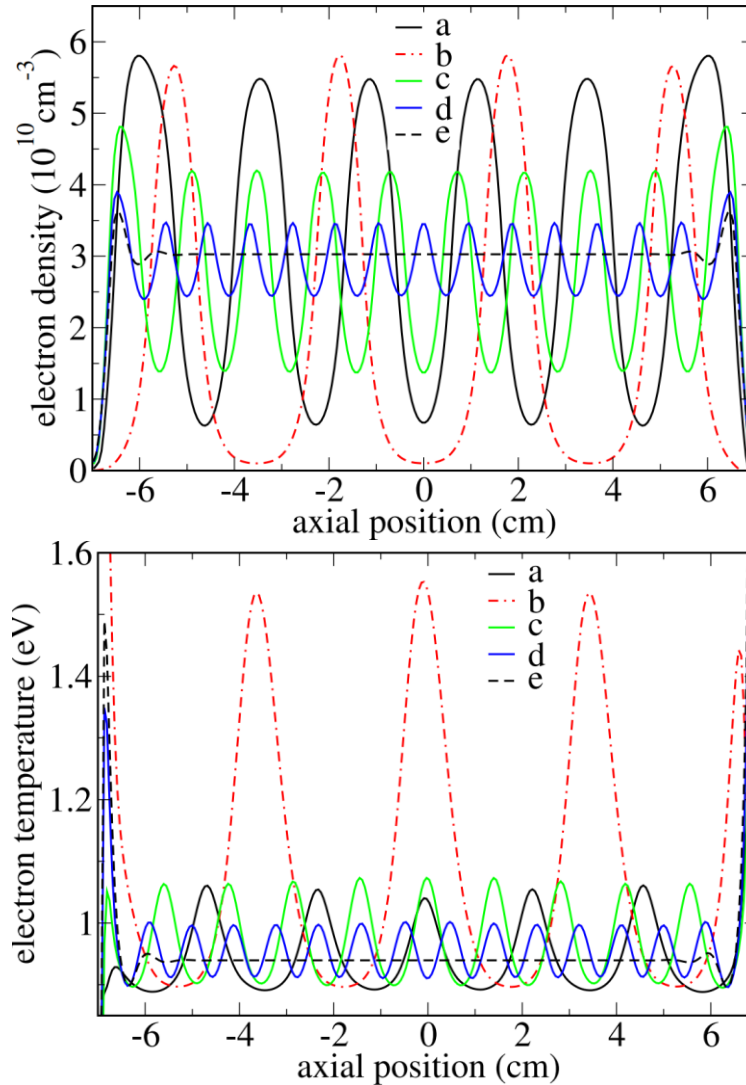 a
b
c
d
e
6
5
4
3
2
1
0
electron density (10^10 cm^-3)
-6 -4 -2 0 2 4 6
axial position (cm)
a
b
c
d
e
1.6
1.4
1.2
1
electron temperature (eV)
-6 -4 -2 0 2 4 6
axial position (cm)